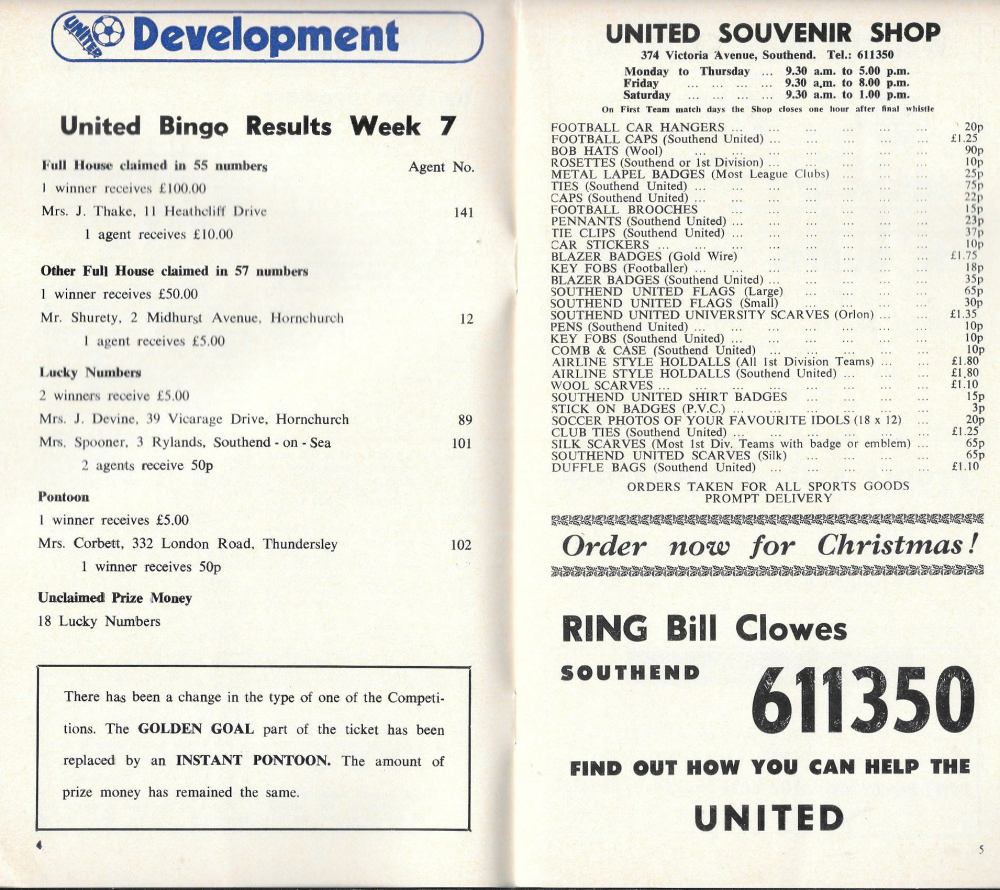 UNITED
Development
United Bingo Results Week 7
Full House claimed in 55 numbers Agent No.
1 winner receives £100.00
Mrs. J. Thake, 11 Heathcliff Drive 141
1 agent receives £10.00
Other Full House claimed in 57 numbers
1 winner receives £50.00
Mr. Shurety, 2 Midhurst Avenue, Hornchurch 12
1 agent receives £5.00
Lucky Numbers
2 winners receive £5.00
Mrs. J. Devine, 39 Vicarage Drive, Hornchurch 89
Mrs. Spooner, 3 Rylands, Southend - on - Sea 101
2 agents receive 50p
Pontoon
1 winner receives £5.00
Mrs. Corbett, 332 London Road, Thundersley 102
1 winner receives 50p
Unclaimed Prize Money
18 Lucky Numbers
There has been a change in the type of one of the Competi-
tions. The GOLDEN GOAL part of the ticket has been
replaced by an INSTANT PONTOON. The amount of
prize money has remained the same.
4
UNITED SOUVENIR SHOP
374 Victoria Avenue, Southend. Tel.: 611350
Monday to Thursday ... 9.30 a.m. to 5.00 p.m.
Friday ... ... ... 9.30 a.m. to 8.00 p.m.
Saturday ... ... ... 9.30 a.m. to 1.00 p.m.
On First Team match days the Shop closes one hour after final whistle
FOOTBALL CAR HANGERS ... ... ... ... ... ... 20p
FOOTBALL CAPS (Southend United) ... ... ... ... ... £1.25
BOB HATS (Wool) ... ... ... ... ... ... ... 90p
ROSETTES (Southend or 1st Division) ... ... ... ... ... 10p
METAL LAPEL BADGES (Most League Clubs) ... ... ... 25p
TIES (Southend United) ... ... ... ... ... ... 75p
CAPS (Southend United) ... ... ... ... ... ... 22p
FOOTBALL BROOCHES ... ... ... ... ... ... 15p
PENNANTS (Southend United) ... ... ... ... ... ... 23p
TIE CLIPS (Southend United) ... ... ... ... ... ... 37p
CAR STICKERS ... ... ... ... ... ... ... 10p
BLAZER BADGES (Gold Wire) ... ... ... ... ... £1.75
KEY FOBS (Footballer) ... ... ... ... ... ... 18p
BLAZER BADGES (Southend United) ... ... ... ... ... 35p
SOUTHEND UNITED FLAGS (Large) ... ... ... ... 65p
SOUTHEND UNITED FLAGS (Small) ... ... ... ... 30p
SOUTHEND UNITED UNIVERSITY SCARVES (Orlon) ... ... £1.35
PENS (Southend United) ... ... ... ... ... ... 10p
KEY FOBS (Southend United) ... ... ... ... ... ... 10p
COMB & CASE (Southend United) ... ... ... ... ... 10p
AIRLINE STYLE HOLDALLS (All 1st Division Teams) ... ... £1.80
AIRLINE STYLE HOLDALLS (Southend United) ... ... ... £1.80
WOOL SCARVES ... ... ... ... ... ... ... £1.10
SOUTHEND UNITED SHIRT BADGES ... ... ... ... 15p
STICK ON BADGES (P.V.C.) ... ... ... ... ... ... 3p
SOCCER PHOTOS OF YOUR FAVOURITE IDOLS (18 x 12) ... 20p
CLUB TIES (Southend United) ... ... ... ... ... ... £1.25
SILK SCARVES (Most 1st Div. Teams with badge or emblem) ... 65p
SOUTHEND UNITED SCARVES (Silk) ... ... ... ... 65p
DUFFLE BAGS (Southend United) ... ... ... ... ... £1.10
ORDERS TAKEN FOR ALL SPORTS GOODS
PROMPT DELIVERY
Order now for Christmas!
RING Bill Clowes
SOUTHEND 611350
FIND OUT HOW YOU CAN HELP THE
UNITED
5